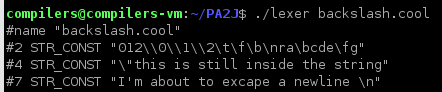 compilers@compilers-vm:~/PA2J$ ./lexer backslash.cool
#name "backslash.cool"
#2 STR_CONST "012\\0\\1\\2\t\f\b\nra\bcde\fg"
#4 STR_CONST "\"this is still inside the string"
#7 STR_CONST "I'm about to excape a newline \n"